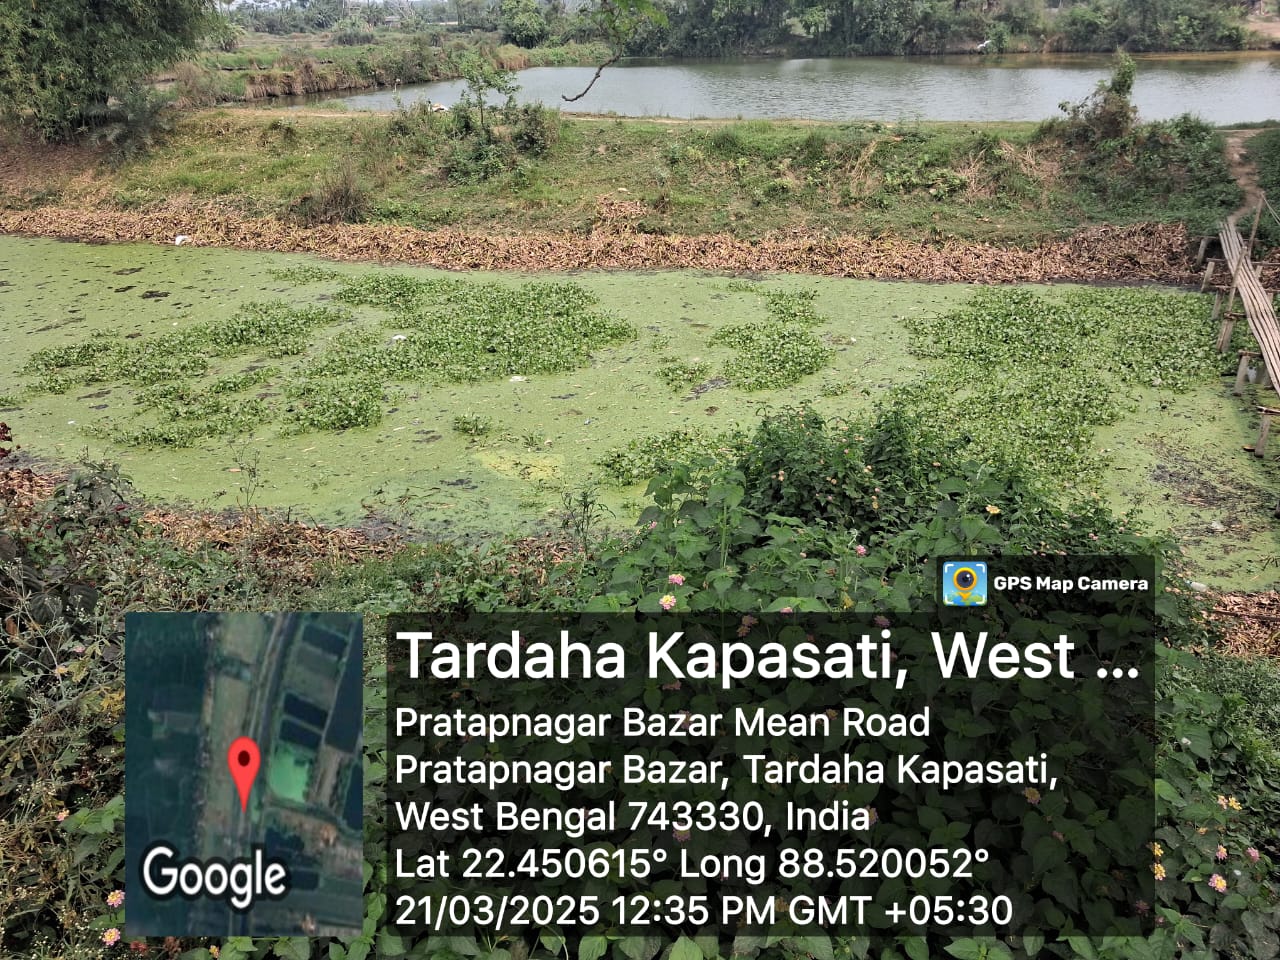 GPS Map Camera
Tardaha Kapasati, West ...
Pratapnagar Bazar Mean Road
Pratapnagar Bazar, Tardaha Kapasati,
West Bengal 743330, India
Lat 22.450615° Long 88.520052°
21/03/2025 12:35 PM GMT +05:30
Google